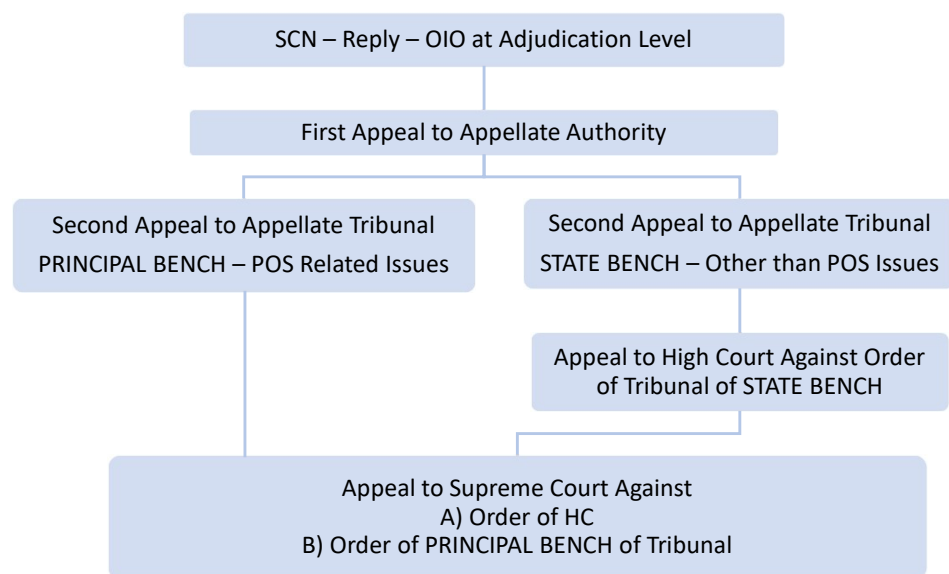 SCN – Reply – OIO at Adjudication Level
First Appeal to Appellate Authority
Second Appeal to Appellate Tribunal
PRINCIPAL BENCH – POS Related Issues
Second Appeal to Appellate Tribunal
STATE BENCH – Other than POS Issues
Appeal to High Court Against Order
of Tribunal of STATE BENCH
Appeal to Supreme Court Against
A) Order of HC
B) Order of PRINCIPAL BENCH of Tribunal